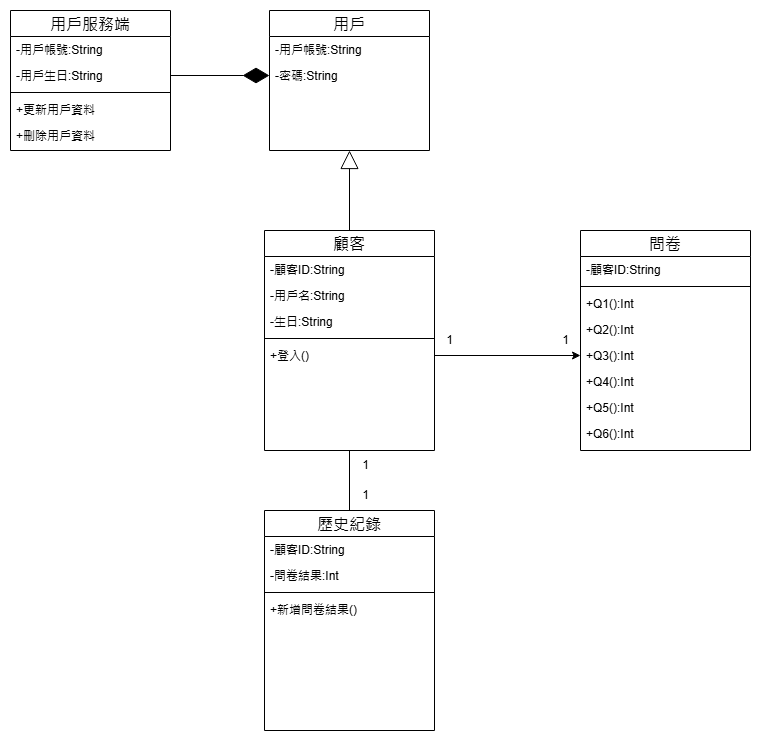 用戶服務端
-用戶帳號:String
-用戶生日:String
+更新用戶資料
+刪除用戶資料
用戶
-用戶帳號:String
-密碼:String
顧客
-顧客ID:String
-用戶名:String
-生日:String
+登入()
1
1
問卷
-顧客ID:String
+Q1():Int
+Q2():Int
+Q3():Int
+Q4():Int
+Q5():Int
+Q6():Int
1
1
歷史紀錄
-顧客ID:String
-問卷結果:Int
+新增問卷結果()